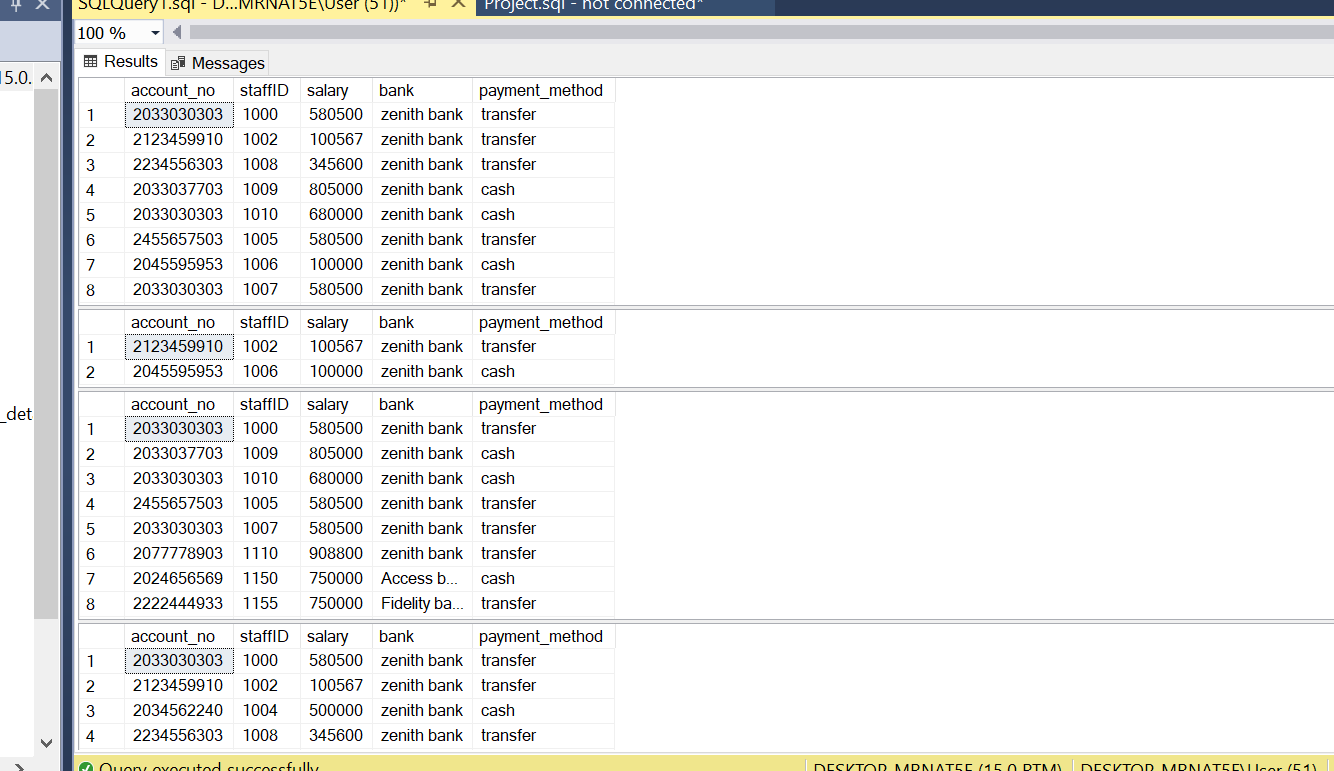 SQLQuery1.sql - D...MRNAT5E\User (51))* Project.sql - not connected*
100 %
15.0.
Results Messages
account_no staffID salary bank payment_method
1 2033030303 1000 580500 zenith bank transfer
2 2123459910 1002 100567 zenith bank transfer
3 2234556303 1008 345600 zenith bank transfer
4 2033037703 1009 805000 zenith bank cash
5 2033030303 1010 680000 zenith bank cash
6 2455657503 1005 580500 zenith bank transfer
7 2045595953 1006 100000 zenith bank cash
8 2033030303 1007 580500 zenith bank transfer
account_no staffID salary bank payment_method
1 2123459910 1002 100567 zenith bank transfer
2 2045595953 1006 100000 zenith bank cash
_det
account_no staffID salary bank payment_method
1 2033030303 1000 580500 zenith bank transfer
2 2033037703 1009 805000 zenith bank cash
3 2033030303 1010 680000 zenith bank cash
4 2455657503 1005 580500 zenith bank transfer
5 2033030303 1007 580500 zenith bank transfer
6 2077778903 1110 908800 zenith bank transfer
7 2024656569 1150 750000 Access b... cash
8 2222444933 1155 750000 Fidelity ba... transfer
account_no staffID salary bank payment_method
1 2033030303 1000 580500 zenith bank transfer
2 2123459910 1002 100567 zenith bank transfer
3 2034562240 1004 500000 zenith bank cash
4 2234556303 1008 345600 zenith bank transfer
Query executed successfully. DESKTOP-MRNAT5E (15.0 RTM) DESKTOP-MRNAT5E\User (51)